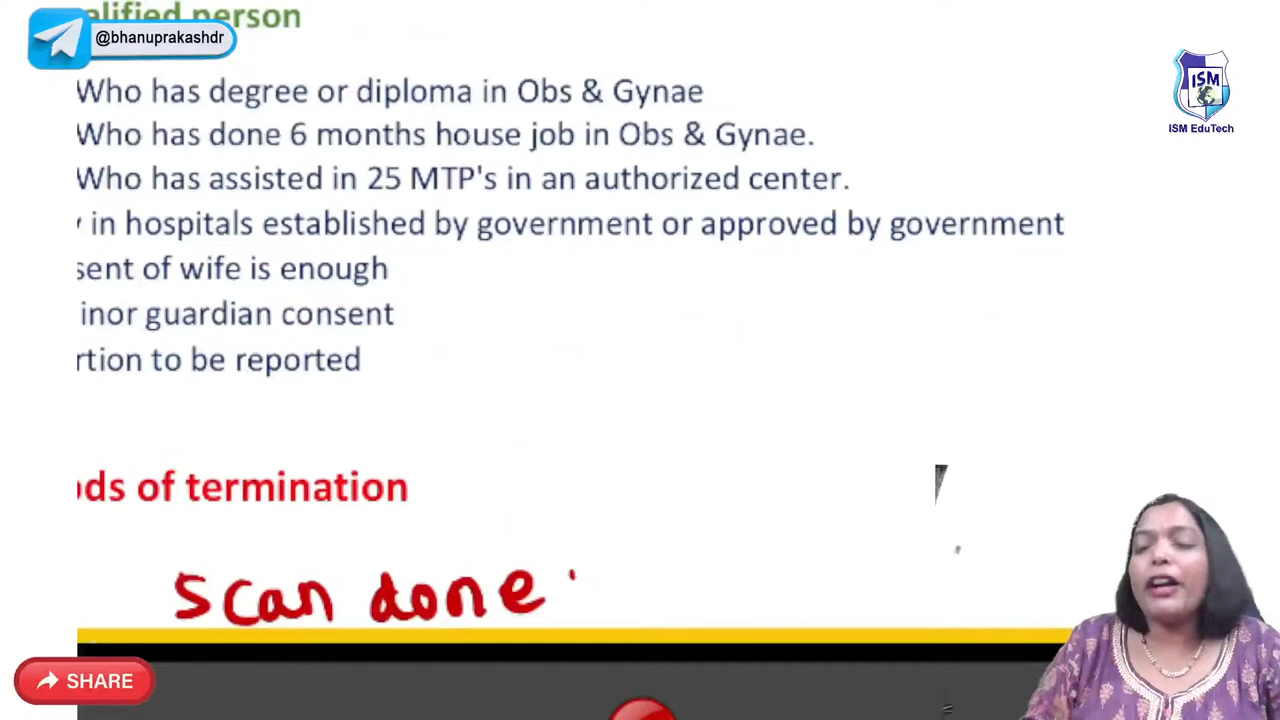 alified person
@bhanuprakashdr
Who has degree or diploma in Obs & Gynae
Who has done 6 months house job in Obs & Gynae.
Who has assisted in 25 MTP's in an authorized center.
in hospitals established by government or approved by government
sent of wife is enough
inor guardian consent
rtion to be reported
ISM
ISM EduTech
ods of termination
Scan done
SHARE